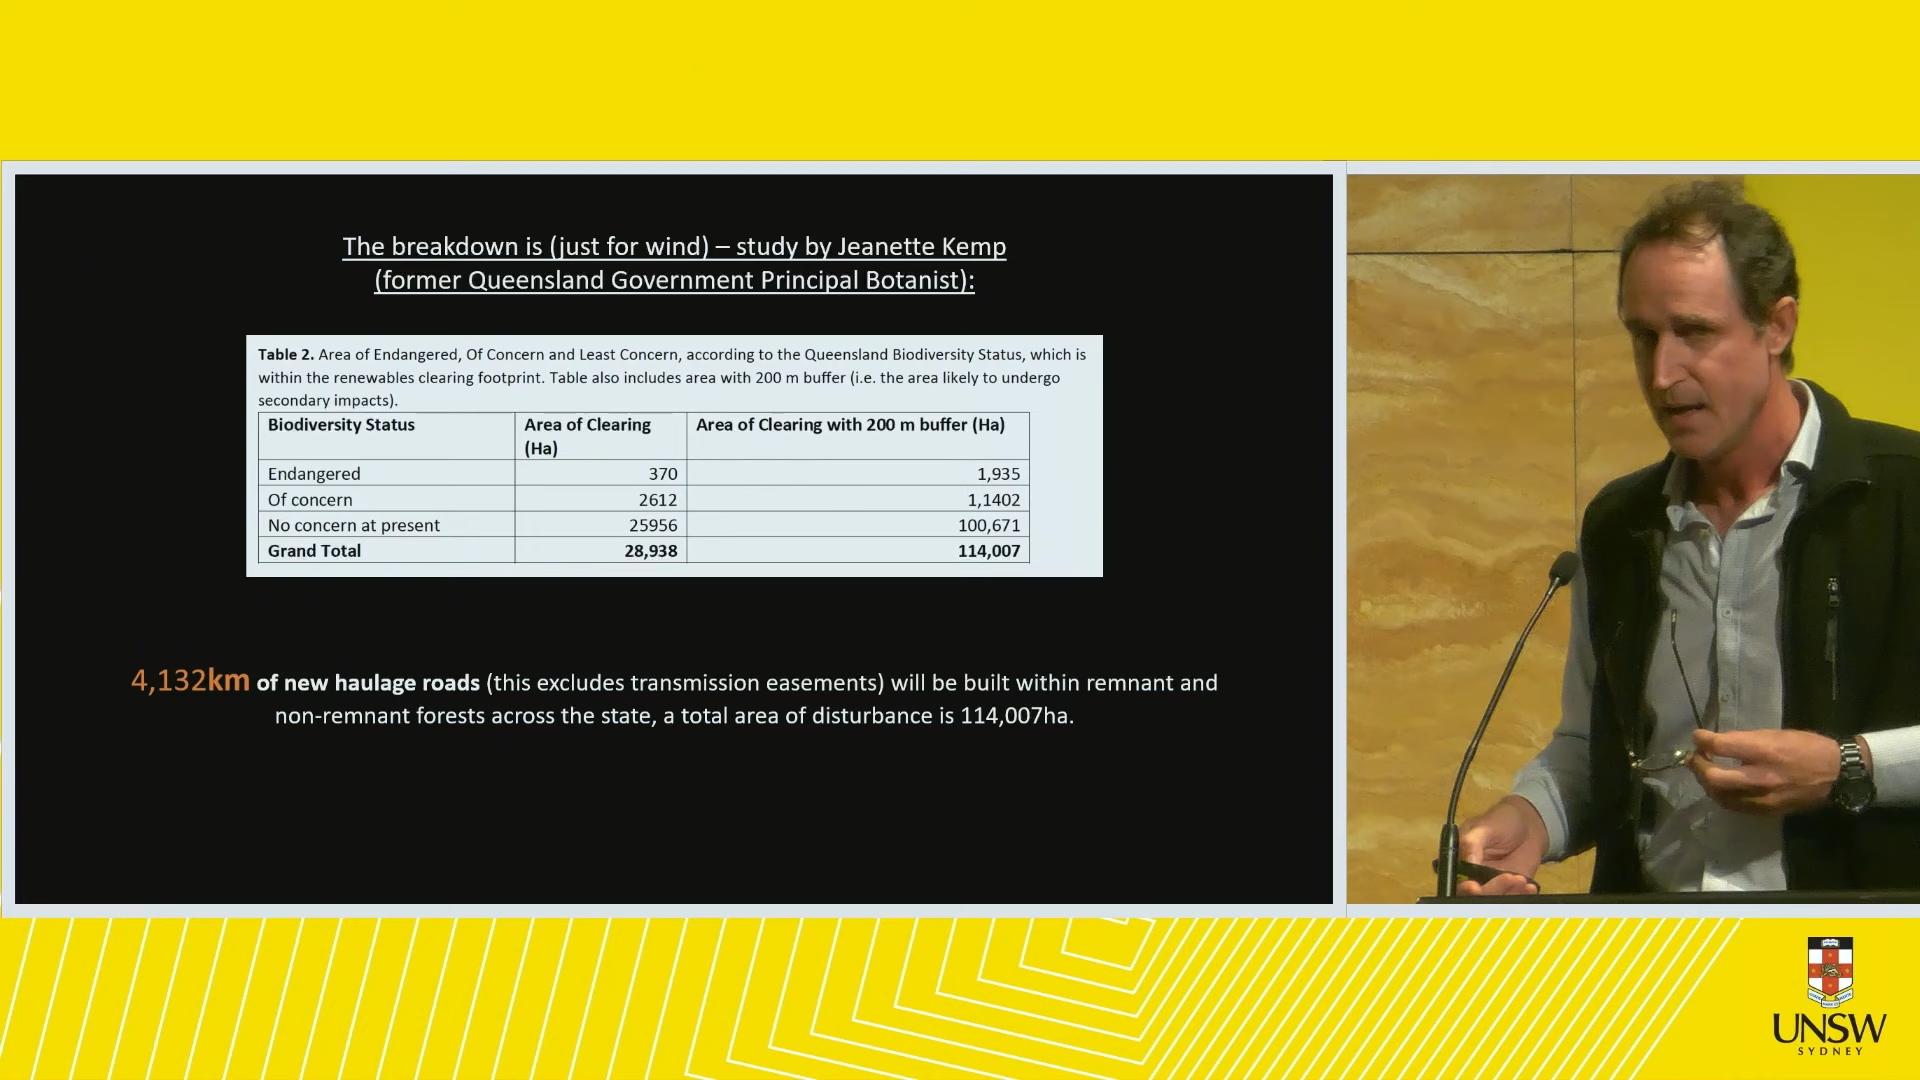 The breakdown is (just for wind) – study by Jeanette Kemp
(former Queensland Government Principal Botanist):
Table 2. Area of Endangered, Of Concern and Least Concern, according to the Queensland Biodiversity Status, which is
within the renewables clearing footprint. Table also includes area with 200 m buffer (i.e. the area likely to undergo
secondary impacts).
Biodiversity Status Area of Clearing (Ha) Area of Clearing with 200 m buffer (Ha)
Endangered 370 1,935
Of concern 2612 1,1402
No concern at present 25956 100,671
Grand Total 28,938 114,007
4,132km of new haulage roads (this excludes transmission easements) will be built within remnant and
non-remnant forests across the state, a total area of disturbance is 114,007ha.
UNSW
SYDNEY